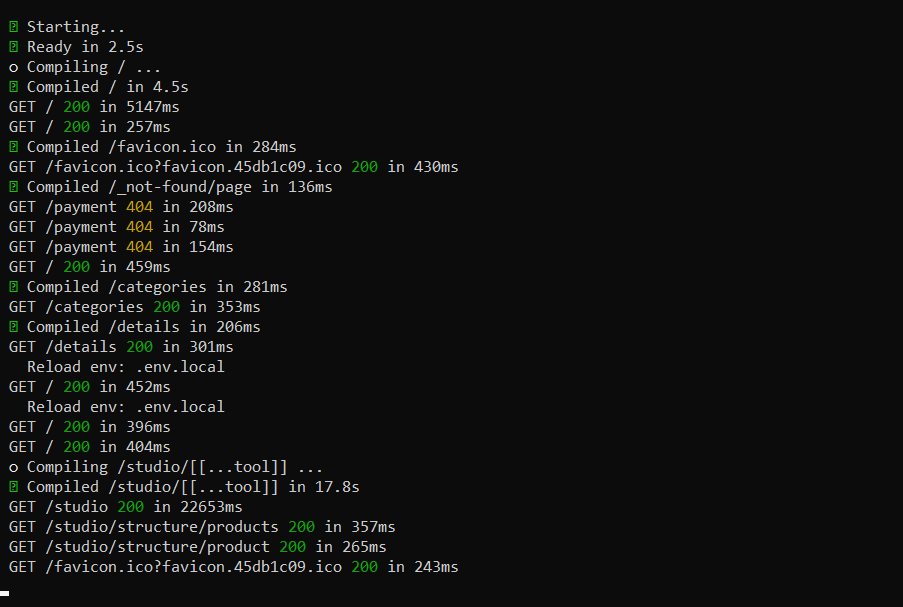 Starting...
Ready in 2.5s
○ Compiling / ...
Compiled / in 4.5s
GET / 200 in 5147ms
GET / 200 in 257ms
Compiled /favicon.ico in 284ms
GET /favicon.ico?favicon.45db1c09.ico 200 in 430ms
Compiled /_not-found/page in 136ms
GET /payment 404 in 208ms
GET /payment 404 in 78ms
GET /payment 404 in 154ms
GET / 200 in 459ms
Compiled /categories in 281ms
GET /categories 200 in 353ms
Compiled /details in 206ms
GET /details 200 in 301ms
Reload env: .env.local
GET / 200 in 452ms
Reload env: .env.local
GET / 200 in 396ms
GET / 200 in 404ms
○ Compiling /studio/[[...tool]] ...
Compiled /studio/[[...tool]] in 17.8s
GET /studio 200 in 22653ms
GET /studio/structure/products 200 in 357ms
GET /studio/structure/product 200 in 265ms
GET /favicon.ico?favicon.45db1c09.ico 200 in 243ms